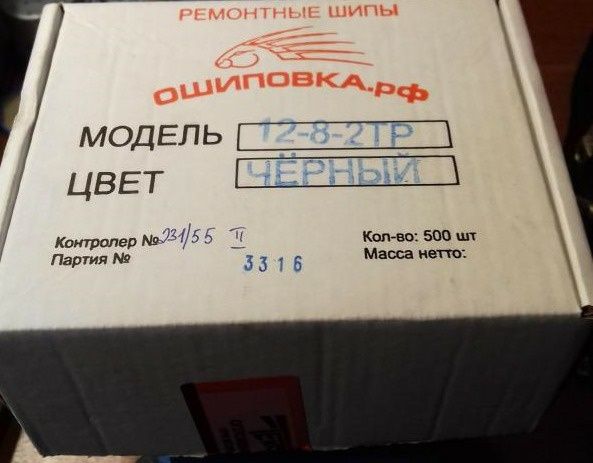 РЕМОНТНЫЕ ШИПЫ
ОШИПОВКА.РФ
МОДЕЛЬ 12-8-2ТР
ЦВЕТ ЧЁРНЫЙ
Контролер № 231/55 II
Партия № 3316
Кол-во: 500 шт
Масса нетто: